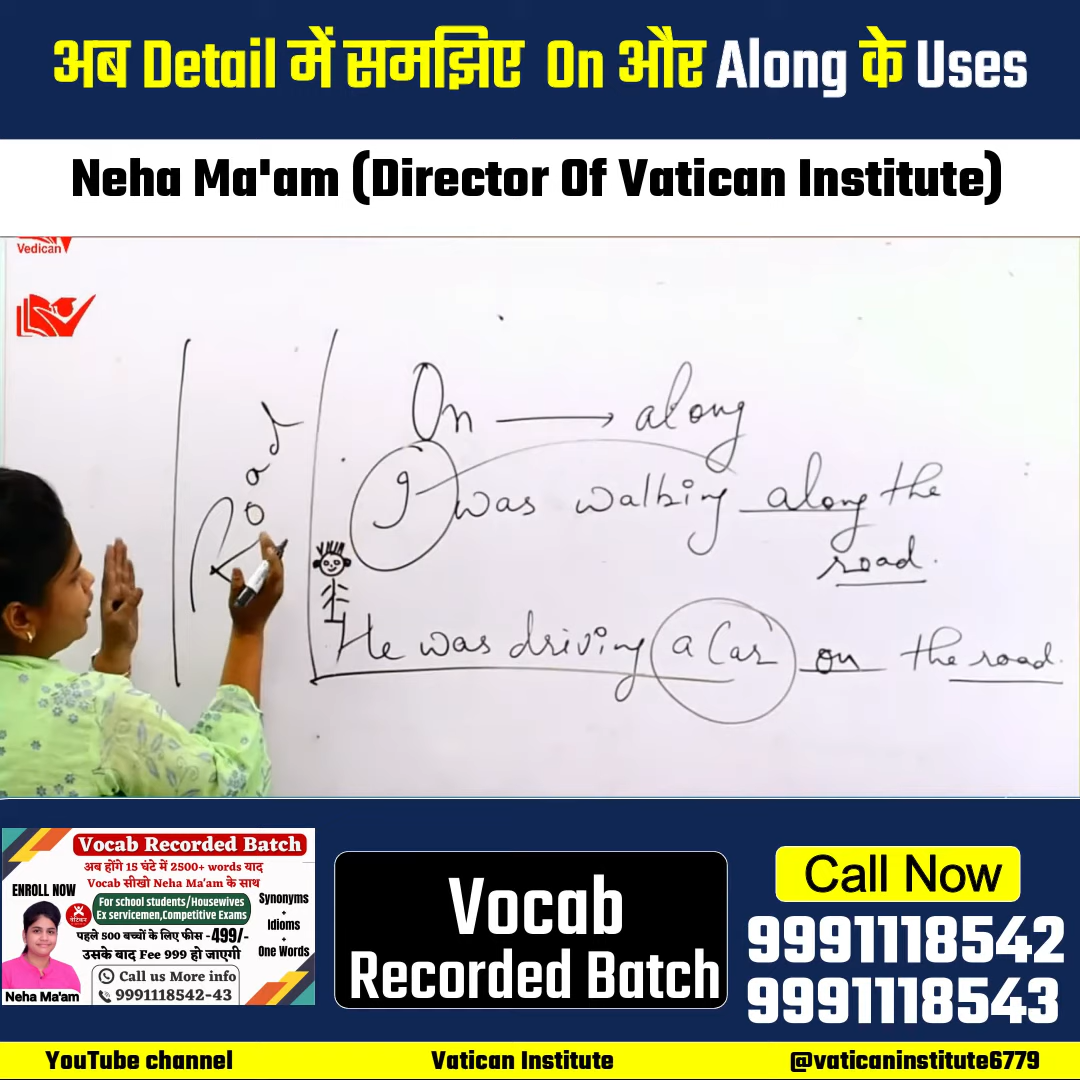 अब Detail में समझिए On और Along के Uses
Neha Ma'am (Director Of Vatican Institute)
Vedican
Road
On → along
I was walking along the
road.
He was driving a Car on the road.
Vocab Recorded Batch
अब होंगे 15 घंटे में 2500+ words याद
Vocab सीखो Neha Ma'am के साथ
ENROLL NOW
For school students/Housewives
Ex servicemen,Competitive Exams
वेटिकन
पहले 500 बच्चों के लिए फीस -499/-
उसके बाद Fee 999 हो जाएगी
Synonyms
+
Idioms
+
One Words
Call us More info
9991118542-43
Neha Ma'am
Vocab
Recorded Batch
Call Now
9991118542
9991118543
YouTube channel Vatican Institute @vaticaninstitute6779